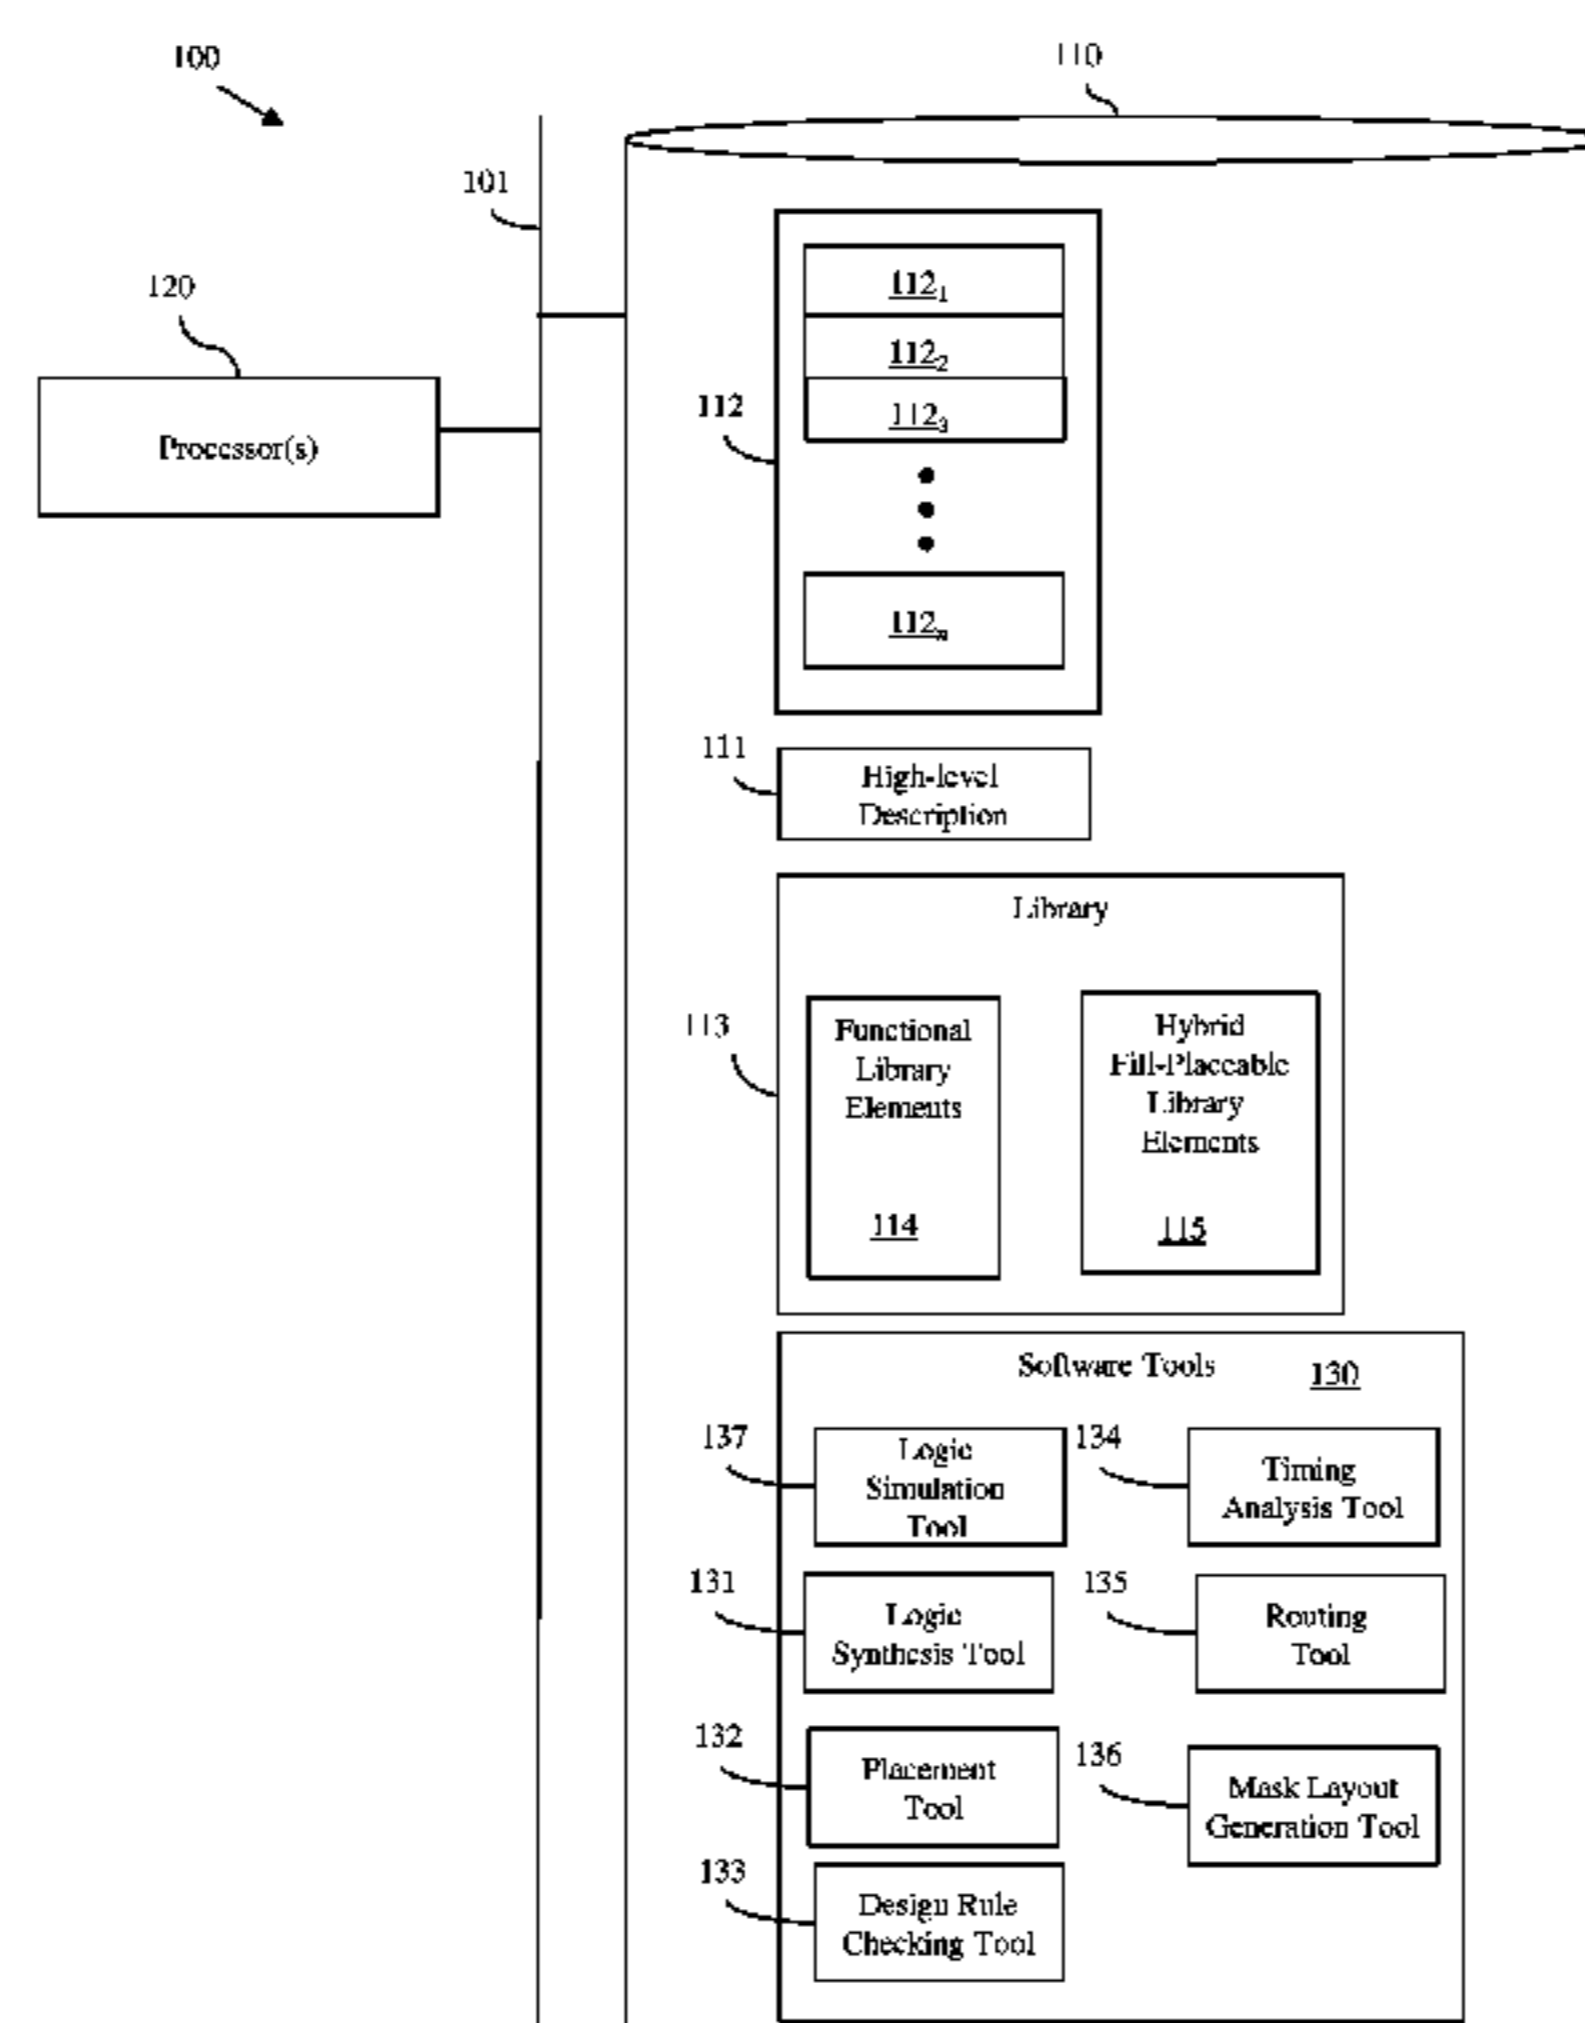 100
110
101
120
Processor(s)
112₁
112₂
112₃
112
112ₙ
111
High-level
Description
Library
113
Functional
Library
Elements
114
Hybrid
Fill-Placeable
Library
Elements
115
Software Tools
130
137
Logic
Simulation
Tool
134
Timing
Analysis Tool
131
Logic
Synthesis Tool
135
Routing
Tool
132
Placement
Tool
136
Mask Layout
Generation Tool
133
Design Rule
Checking Tool